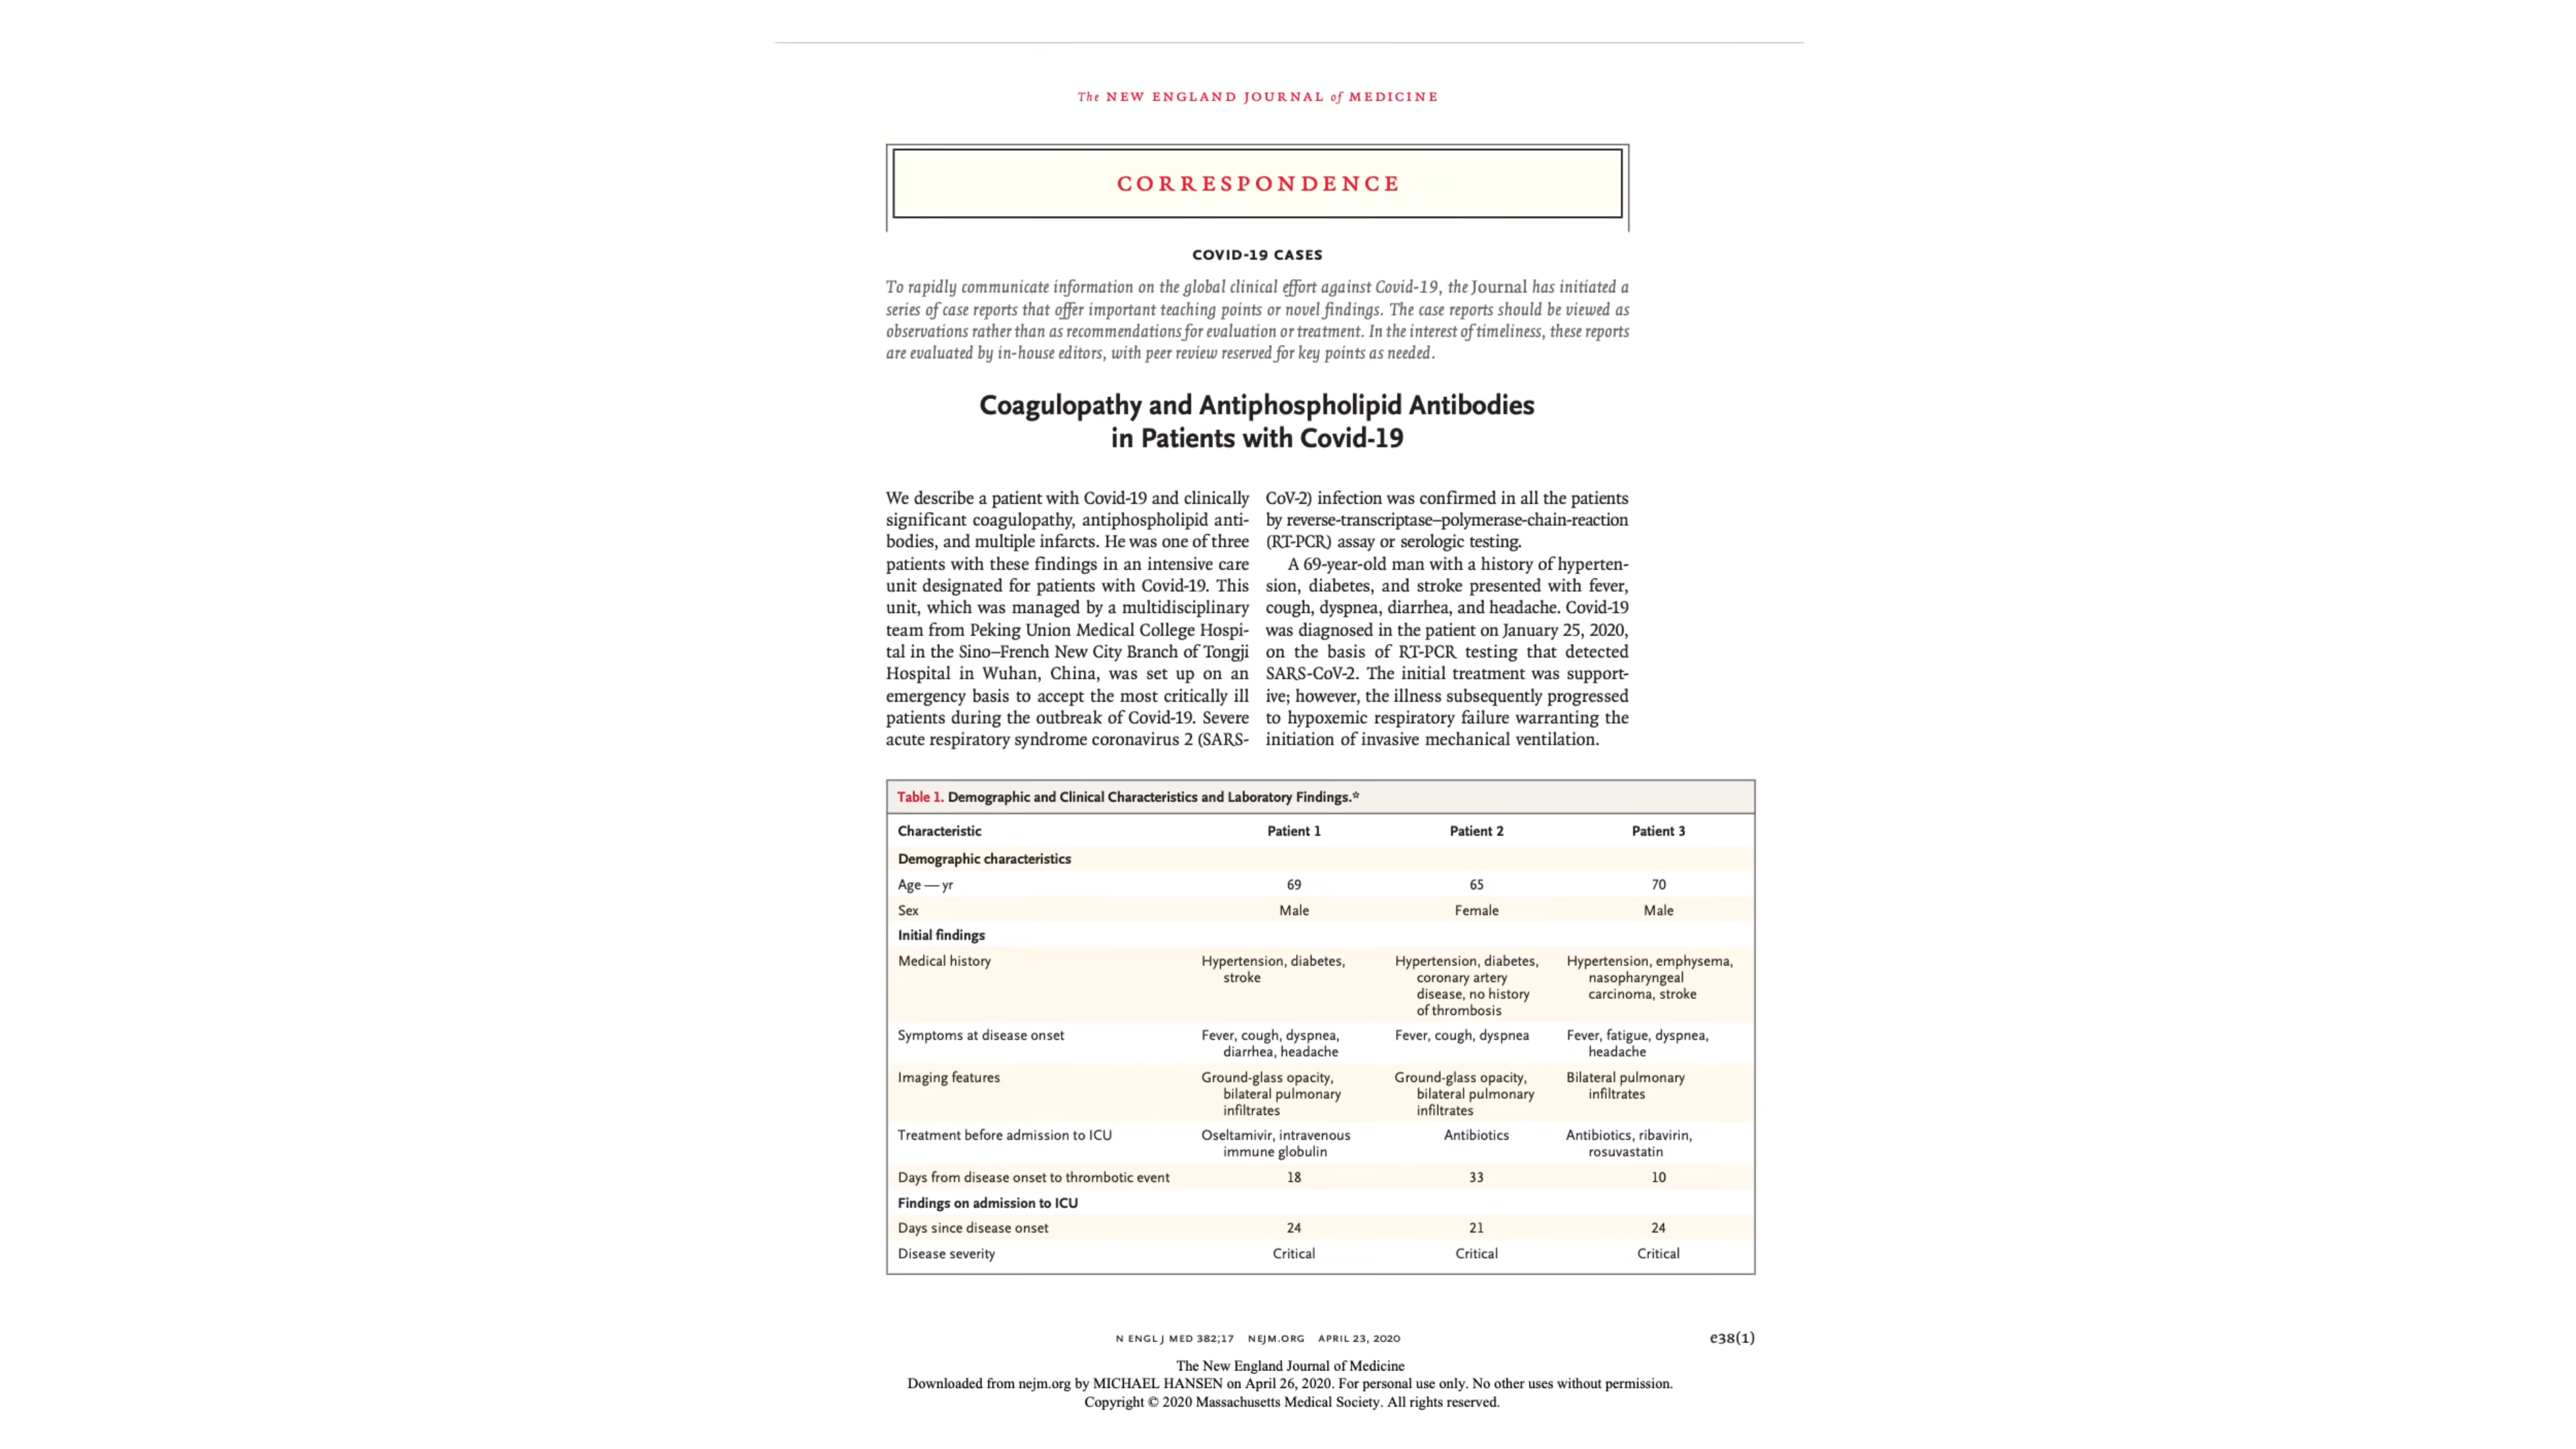 The NEW ENGLAND JOURNAL of MEDICINE
CORRESPONDENCE
COVID-19 CASES
To rapidly communicate information on the global clinical effort against Covid-19, the Journal has initiated a
series of case reports that offer important teaching points or novel findings. The case reports should be viewed as
observations rather than as recommendations for evaluation or treatment. In the interest of timeliness, these reports
are evaluated by in-house editors, with peer review reserved for key points as needed.
Coagulopathy and Antiphospholipid Antibodies
in Patients with Covid-19
We describe a patient with Covid-19 and clinically
significant coagulopathy, antiphospholipid anti-
bodies, and multiple infarcts. He was one of three
patients with these findings in an intensive care
unit designated for patients with Covid-19. This
unit, which was managed by a multidisciplinary
team from Peking Union Medical College Hospi-
tal in the Sino–French New City Branch of Tongji
Hospital in Wuhan, China, was set up on an
emergency basis to accept the most critically ill
patients during the outbreak of Covid-19. Severe
acute respiratory syndrome coronavirus 2 (SARS-
CoV-2) infection was confirmed in all the patients
by reverse-transcriptase–polymerase-chain-reaction
(RT-PCR) assay or serologic testing.
A 69-year-old man with a history of hyperten-
sion, diabetes, and stroke presented with fever,
cough, dyspnea, diarrhea, and headache. Covid-19
was diagnosed in the patient on January 25, 2020,
on the basis of RT-PCR testing that detected
SARS-CoV-2. The initial treatment was support-
ive; however, the illness subsequently progressed
to hypoxemic respiratory failure warranting the
initiation of invasive mechanical ventilation.
Table 1. Demographic and Clinical Characteristics and Laboratory Findings.*
Characteristic Patient 1 Patient 2 Patient 3
Demographic characteristics
Age — yr 69 65 70
Sex Male Female Male
Initial findings
Medical history Hypertension, diabetes, Hypertension, diabetes, Hypertension, emphysema,
stroke coronary artery nasopharyngeal
disease, no history carcinoma, stroke
of thrombosis
Symptoms at disease onset Fever, cough, dyspnea, Fever, cough, dyspnea Fever, fatigue, dyspnea,
diarrhea, headache headache
Imaging features Ground-glass opacity, Ground-glass opacity, Bilateral pulmonary
bilateral pulmonary bilateral pulmonary infiltrates
infiltrates infiltrates
Treatment before admission to ICU Oseltamivir, intravenous Antibiotics Antibiotics, ribavirin,
immune globulin rosuvastatin
Days from disease onset to thrombotic event 18 33 10
Findings on admission to ICU
Days since disease onset 24 21 24
Disease severity Critical Critical Critical
N ENGL J MED 382;17 NEJM.ORG APRIL 23, 2020 e38(1)
The New England Journal of Medicine
Downloaded from nejm.org by MICHAEL HANSEN on April 26, 2020. For personal use only. No other uses without permission.
Copyright © 2020 Massachusetts Medical Society. All rights reserved.